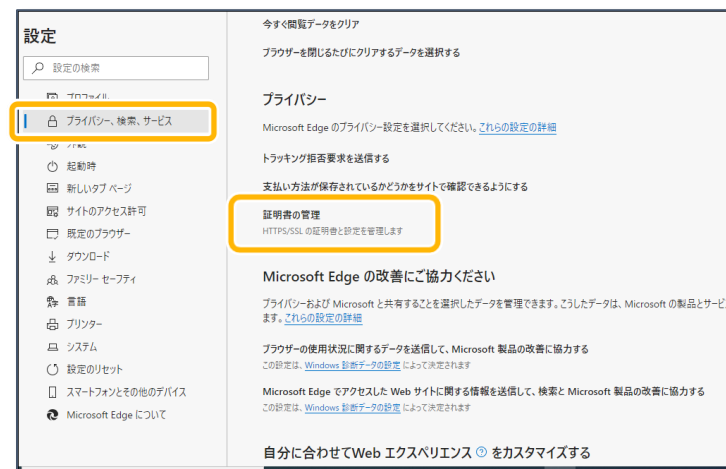 設定
設定の検索
プロファイル
プライバシー、検索、サービス
外観
起動時
新しいタブ ページ
サイトのアクセス許可
既定のブラウザー
ダウンロード
ファミリー セーフティ
言語
プリンター
システム
設定のリセット
スマートフォンとその他のデバイス
Microsoft Edge について
今すぐ閲覧データをクリア
ブラウザーを閉じるたびにクリアするデータを選択する
プライバシー
Microsoft Edge のプライバシー設定を選択してください。これらの設定の詳細
トラッキング拒否要求を送信する
支払い方法が保存されているかどうかをサイトで確認できるようにする
証明書の管理
HTTPS/SSL の証明書と設定を管理します
Microsoft Edge の改善にご協力ください
プライバシーおよび Microsoft と共有することを選択したデータを管理できます。こうしたデータは、Microsoft の製品とサービ
ます。これらの設定の詳細
ブラウザーの使用状況に関するデータを送信して、Microsoft 製品の改善に協力する
この設定は、Windows 診断データの設定 によって決定されます
Microsoft Edge でアクセスした Web サイトに関する情報を送信して、検索と Microsoft 製品の改善に協力する
この設定は、Windows 診断データの設定 によって決定されます
自分に合わせてWeb エクスペリエンス をカスタマイズする